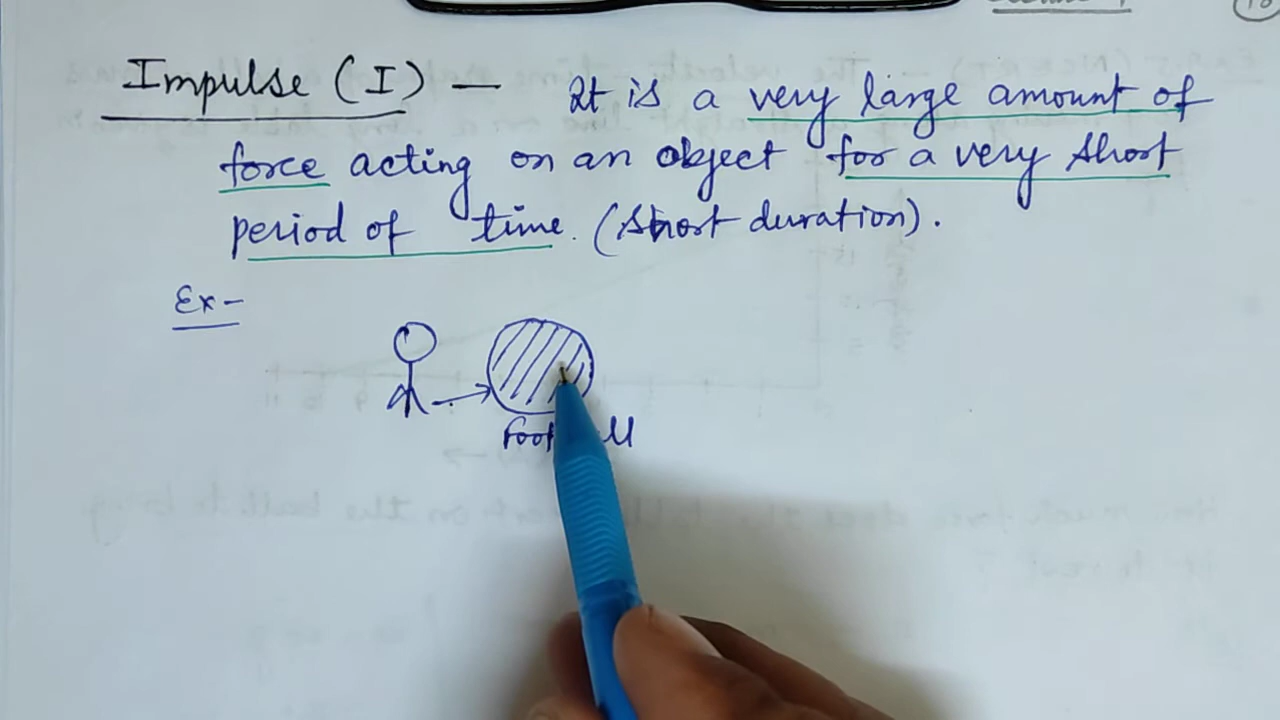 Impulse (I) — It is a very large amount of
force acting on an object for a very short
period of time. (Short duration).
Ex-